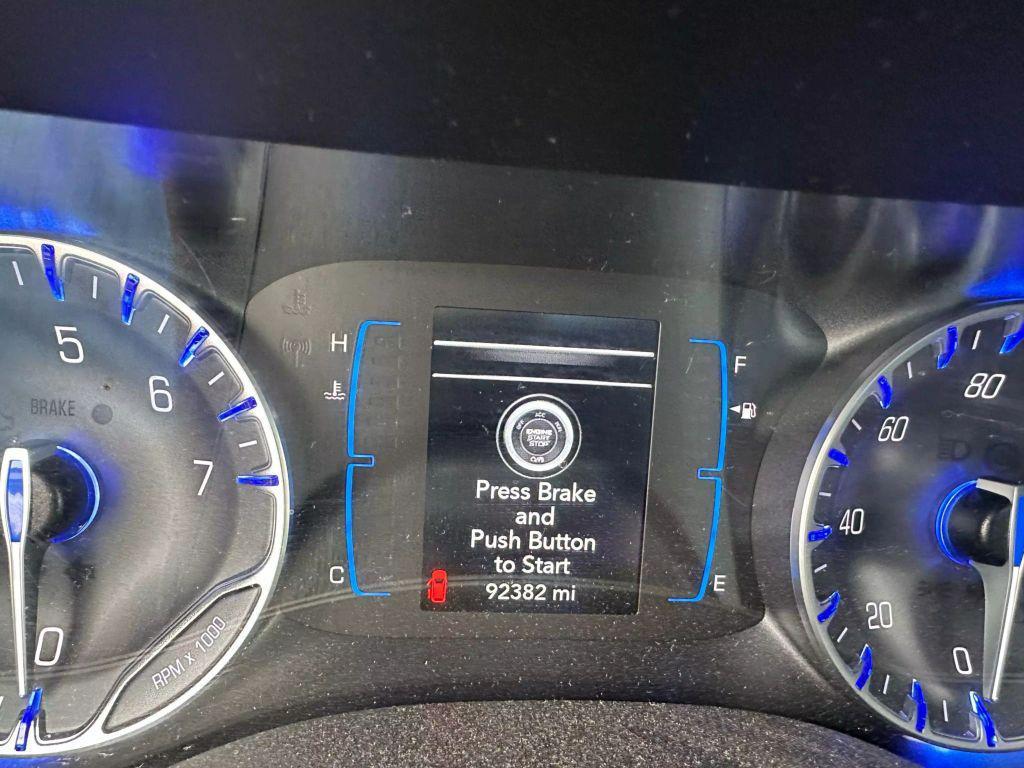 5
6
7
BRAKE
0
RPM x 1000
H
C
ENGINE
START
STOP
Press Brake
and
Push Button
to Start
92382 mi
F
E
80
60
40
20
0